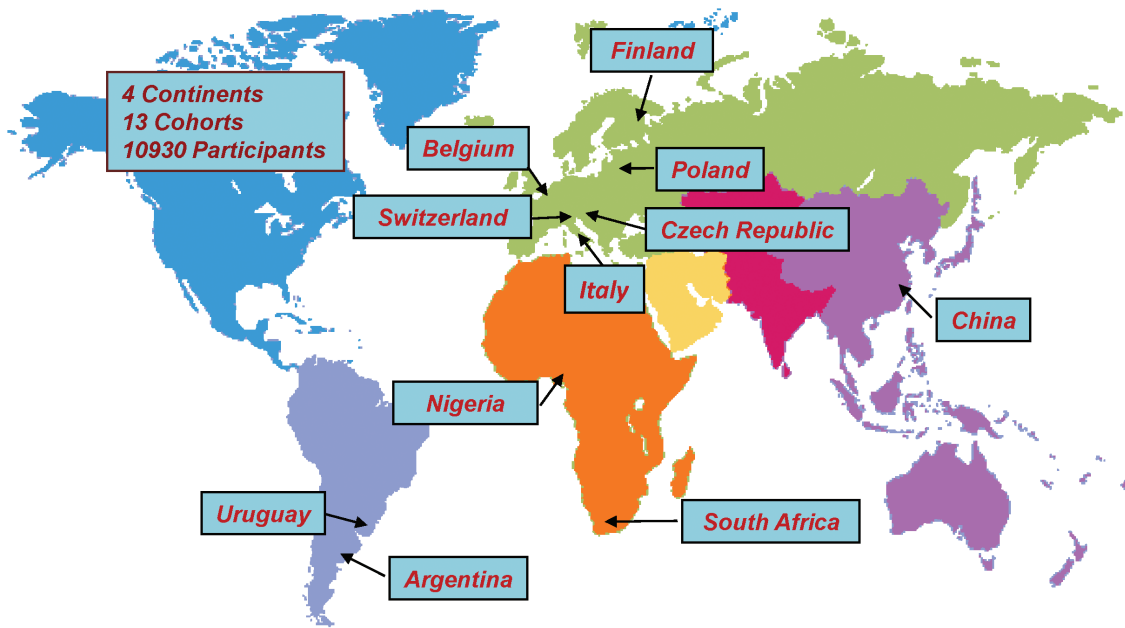 Finland
4 Continents
13 Cohorts
10930 Participants
Belgium
Poland
Switzerland
Czech Republic
Italy
China
Nigeria
Uruguay
South Africa
Argentina